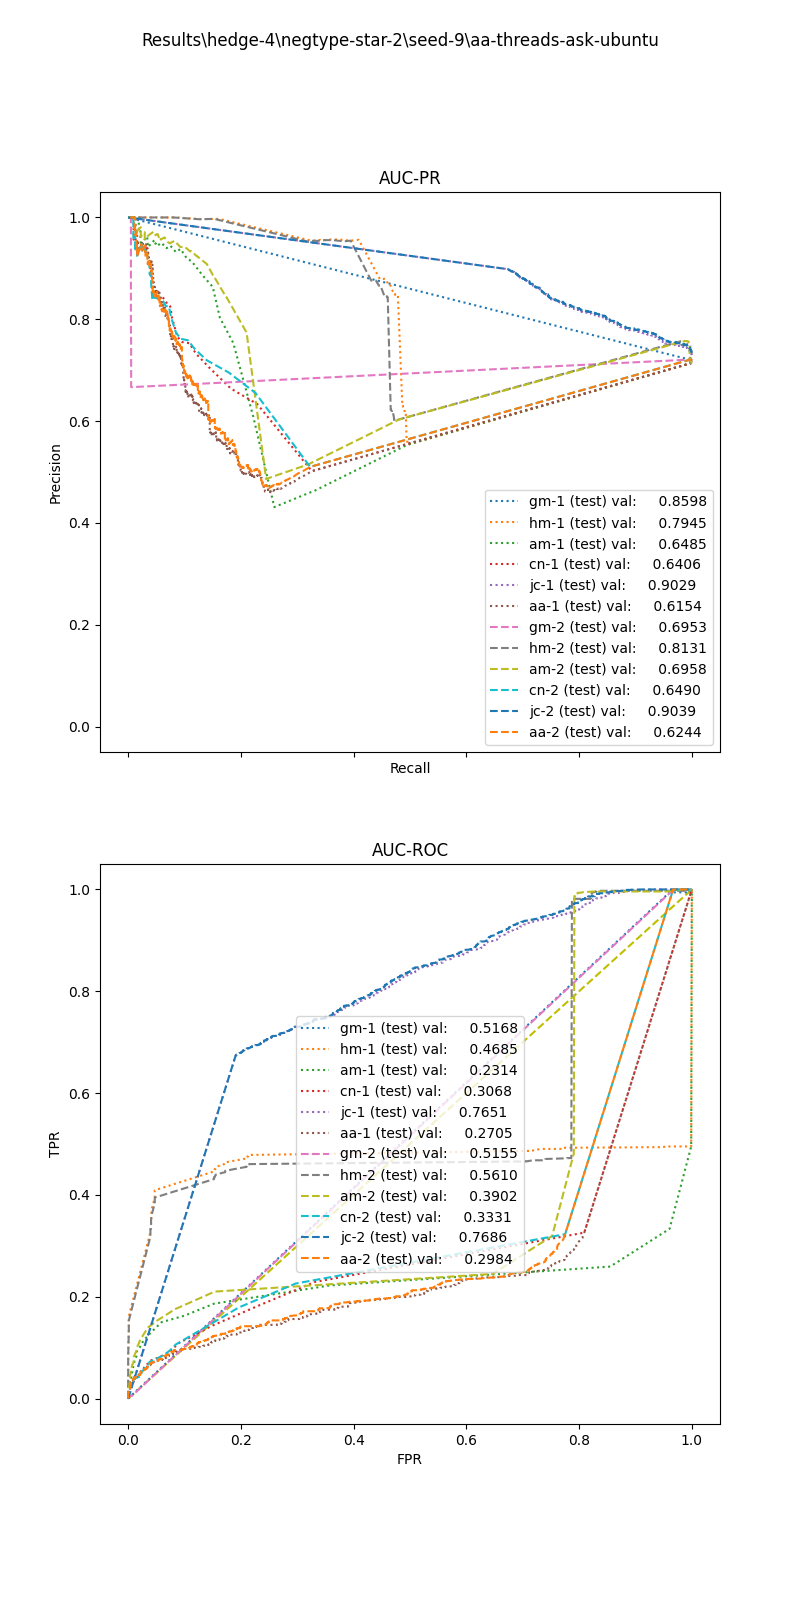 Results\hedge-4\negtype-star-2\seed-9\aa-threads-ask-ubuntu
AUC-PR
1.0
0.8
0.6
0.4
0.2
0.0
Precision
gm-1 (test) val: 0.8598
hm-1 (test) val: 0.7945
am-1 (test) val: 0.6485
cn-1 (test) val: 0.6406
jc-1 (test) val: 0.9029
aa-1 (test) val: 0.6154
gm-2 (test) val: 0.6953
hm-2 (test) val: 0.8131
am-2 (test) val: 0.6958
cn-2 (test) val: 0.6490
jc-2 (test) val: 0.9039
aa-2 (test) val: 0.6244
Recall
AUC-ROC
1.0
0.8
0.6
0.4
0.2
0.0
TPR
gm-1 (test) val: 0.5168
hm-1 (test) val: 0.4685
am-1 (test) val: 0.2314
cn-1 (test) val: 0.3068
jc-1 (test) val: 0.7651
aa-1 (test) val: 0.2705
gm-2 (test) val: 0.5155
hm-2 (test) val: 0.5610
am-2 (test) val: 0.3902
cn-2 (test) val: 0.3331
jc-2 (test) val: 0.7686
aa-2 (test) val: 0.2984
0.0 0.2 0.4 0.6 0.8 1.0
FPR